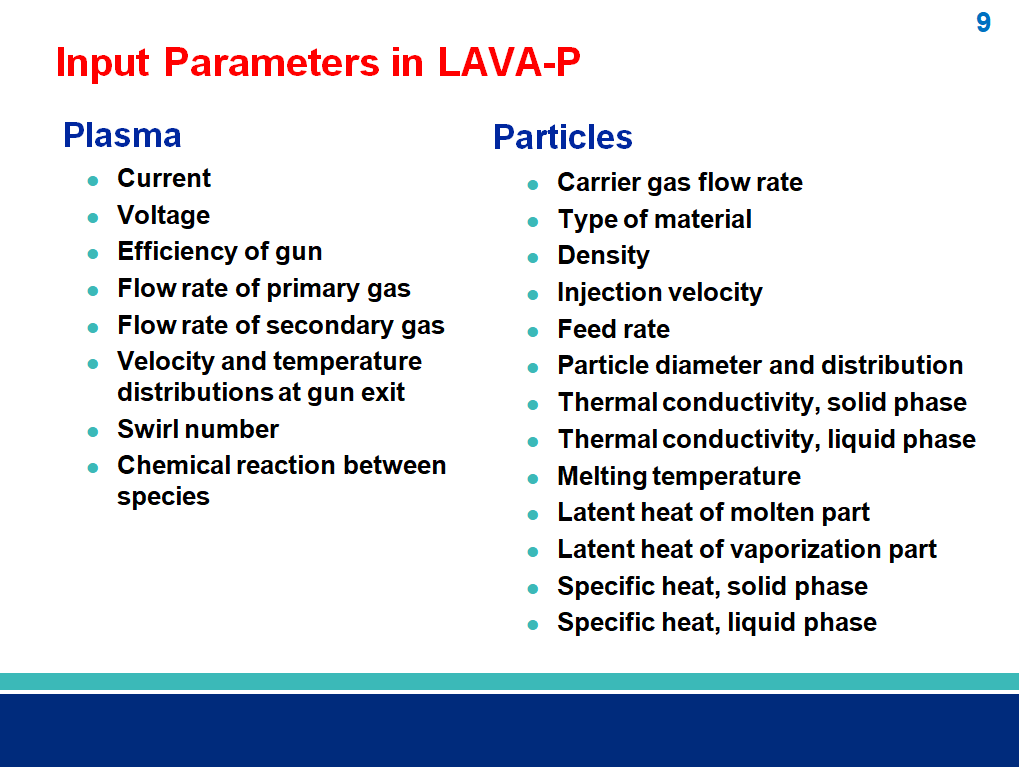 9
Input Parameters in LAVA-P
Plasma
Current
Voltage
Efficiency of gun
Flow rate of primary gas
Flow rate of secondary gas
Velocity and temperature
distributions at gun exit
Swirl number
Chemical reaction between
species
Particles
Carrier gas flow rate
Type of material
Density
Injection velocity
Feed rate
Particle diameter and distribution
Thermal conductivity, solid phase
Thermal conductivity, liquid phase
Melting temperature
Latent heat of molten part
Latent heat of vaporization part
Specific heat, solid phase
Specific heat, liquid phase